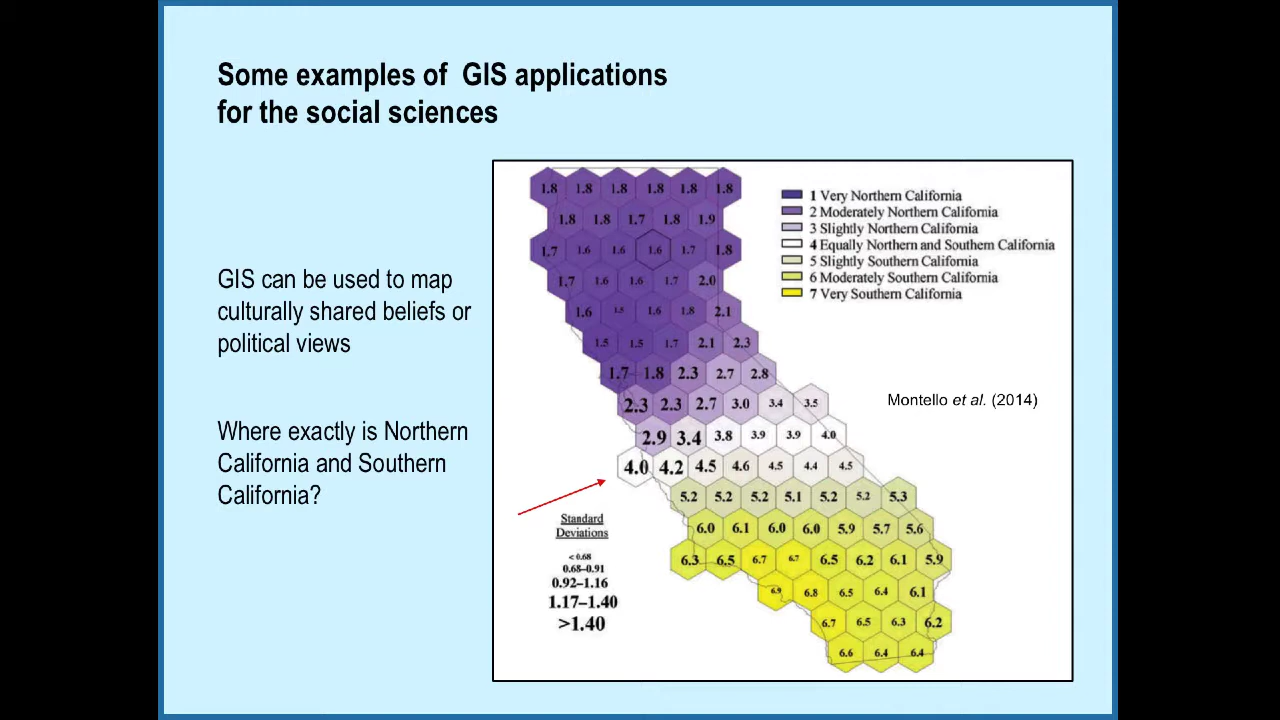 Some examples of  GIS applications
for the social sciences
GIS can be used to map
culturally shared beliefs or
political views
Where exactly is Northern
California and Southern
California?
1.8 1.8 1.8 1.8 1.8 1.8
1.8 1.8 1.7 1.8 1.9
1.7 1.6 1.6 1.6 1.7 1.8
1.7 1.6 1.6 1.7 2.0
1.6 1.5 1.6 1.8 2.1
1.5 1.5 1.7 2.1 2.3
1.7 1.8 2.3 2.7 2.8
2.3 2.3 2.7 3.0 3.4 3.5
2.9 3.4 3.8 3.9 3.9 4.0
4.0 4.2 4.5 4.6 4.5 4.4 4.5
5.2 5.2 5.2 5.1 5.2 5.2 5.3
6.0 6.1 6.0 6.0 5.9 5.7 5.6
6.3 6.5 6.7 6.7 6.5 6.2 6.1 5.9
6.9 6.8 6.5 6.4 6.1
6.7 6.5 6.3 6.2
6.6 6.4 6.4
1 Very Northern California
2 Moderately Northern California
3 Slightly Northern California
4 Equally Northern and Southern California
5 Slightly Southern California
6 Moderately Southern California
7 Very Southern California
Montello et al. (2014)
Standard
Deviations
< 0.68
0.68–0.91
0.92–1.16
1.17–1.40
>1.40